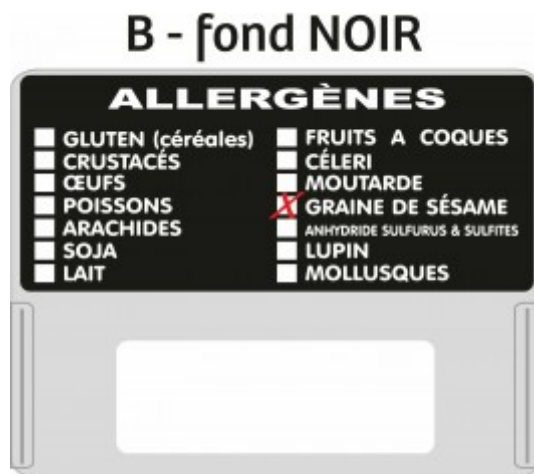 B - fond NOIR
ALLERGÈNES
GLUTEN (céréales)
CRUSTACÉS
ŒUFS
POISSONS
ARACHIDES
SOJA
LAIT
FRUITS A COQUES
CÉLERI
MOUTARDE
GRAINE DE SÉSAME
ANHYDRIDE SULFURUS & SULFITES
LUPIN
MOLLUSQUES